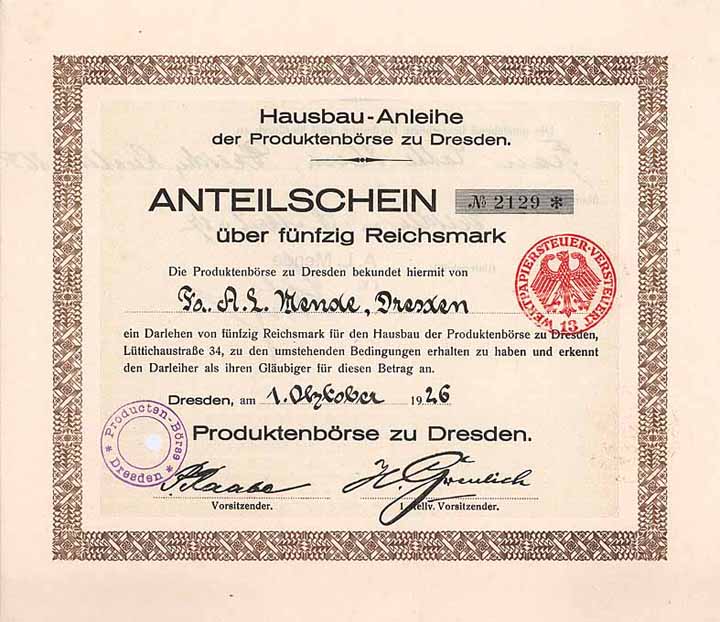 Hausbau-Anleihe
der Produktenbörse zu Dresden.
ANTEILSCHEIN № 2129 *
über fünfzig Reichsmark
WERTPAPIERSTEUER·VERSTEUERT
13
Die Produktenbörse zu Dresden bekundet hiermit von
Fa. A. L. Mende, Dresden
ein Darlehen von fünfzig Reichsmark für den Hausbau der Produktenbörse zu Dresden,
Lüttichaustraße 34, zu den umstehenden Bedingungen erhalten zu haben und erkennt
den Darleiher als ihren Gläubiger für diesen Betrag an.
Dresden, am 1. Oktober 1926
Producten-Börse
* Dresden *
Produktenbörse zu Dresden.
Vorsitzender.
1. stellv. Vorsitzender.